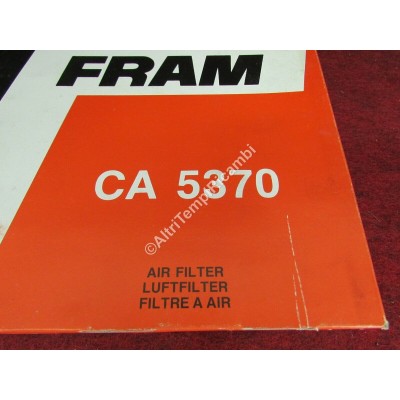 FRAM
CA 5370
©AltriTempiRicambi
AIR FILTER
LUFTFILTER
FILTRE A AIR